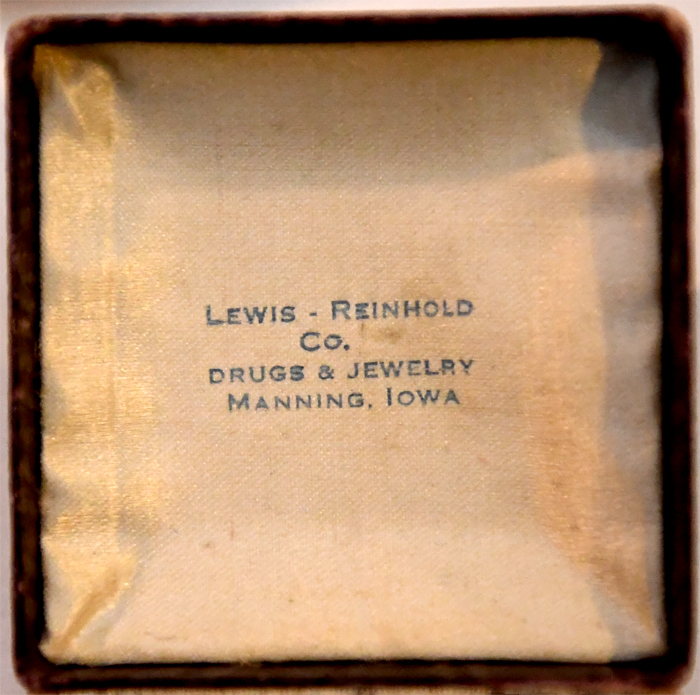 LEWIS - REINHOLD
CO.
DRUGS & JEWELRY
MANNING, IOWA